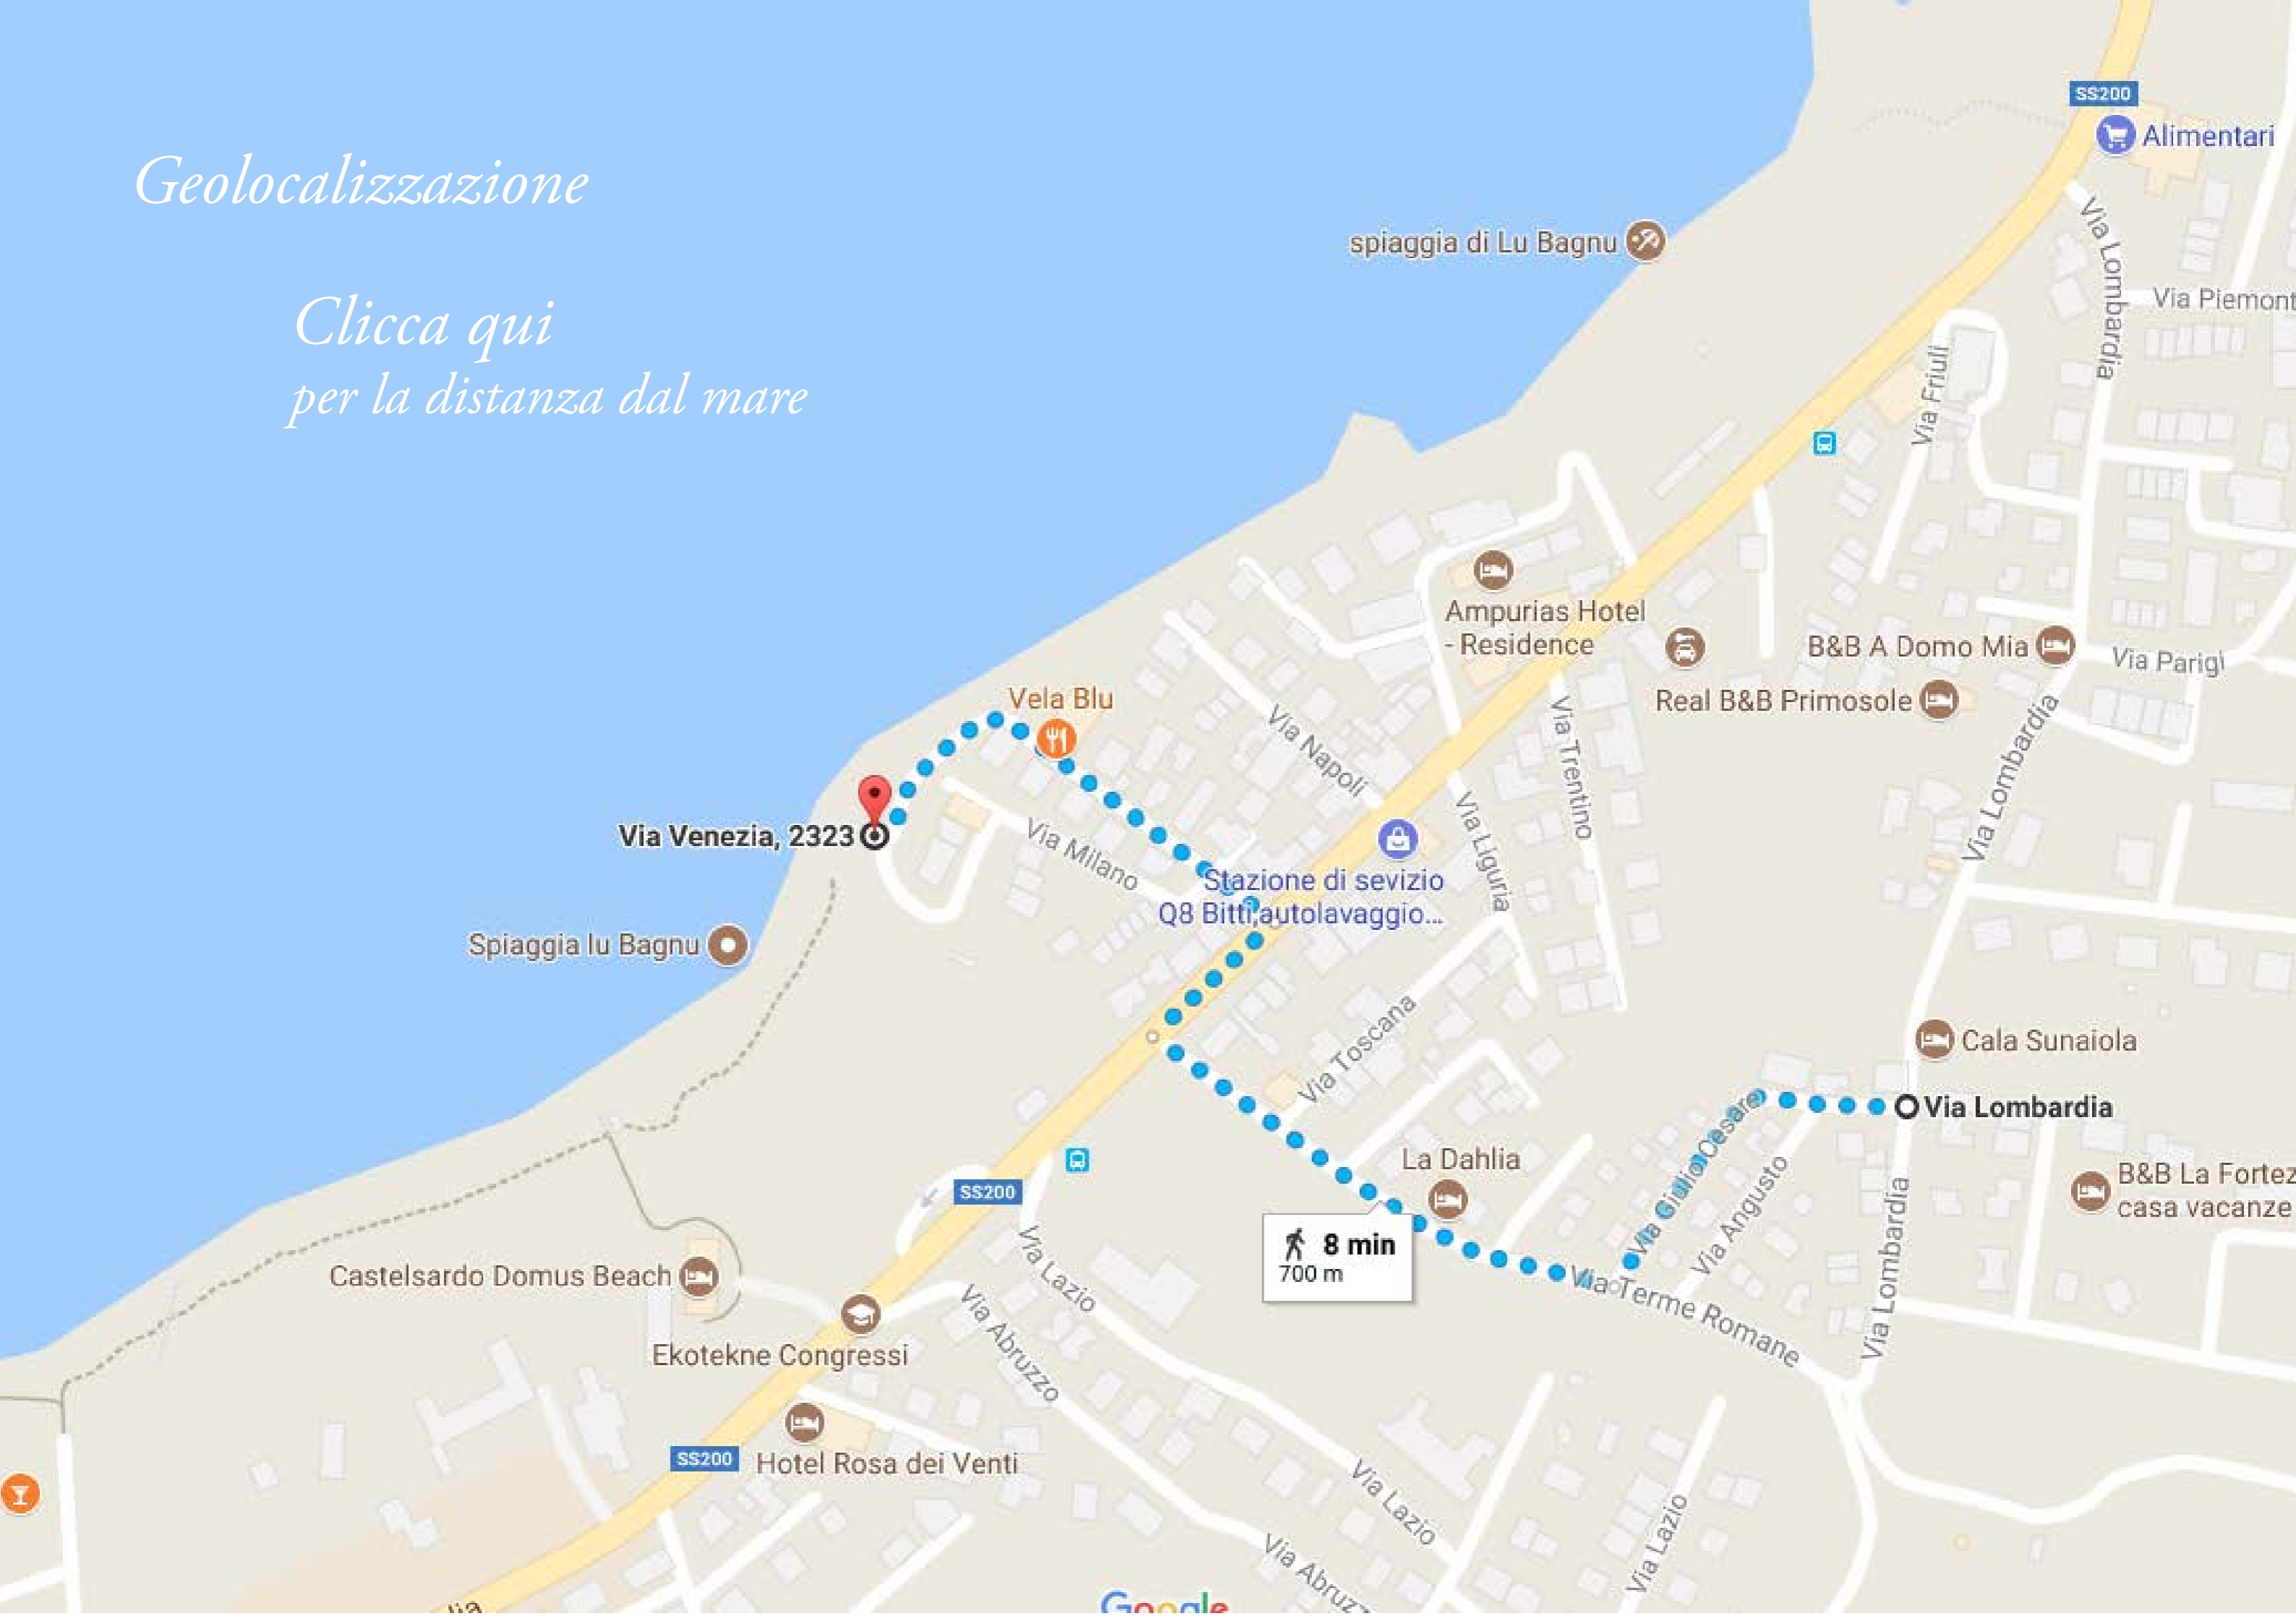 Geolocalizzazione
Clicca qui
per la distanza dal mare
SS200
Alimentari
spiaggia di Lu Bagnu
Via Lombardia
Via Piemont
Via Friuli
Ampurias Hotel
- Residence
B&B A Domo Mia
Via Parigi
Real B&B Primosole
Vela Blu
Via Napoli
Via Trentino
Via Lombardia
Via Venezia, 2323
Via Milano
Via Liguria
Stazione di sevizio
Q8 Bitti,autolavaggio...
Spiaggia lu Bagnu
Via Toscana
Cala Sunaiola
Via Lombardia
Via Giulio Cesare
La Dahlia
Via Angusto
B&B La Fortez
casa vacanze
SS200
8 min
700 m
Via Lazio
Via Lombardia
Castelsardo Domus Beach
Via Terme Romane
Via Abruzzo
Ekotekne Congressi
SS200
Hotel Rosa dei Venti
Via Lazio
Via Lazio
Via Abruzz
Google